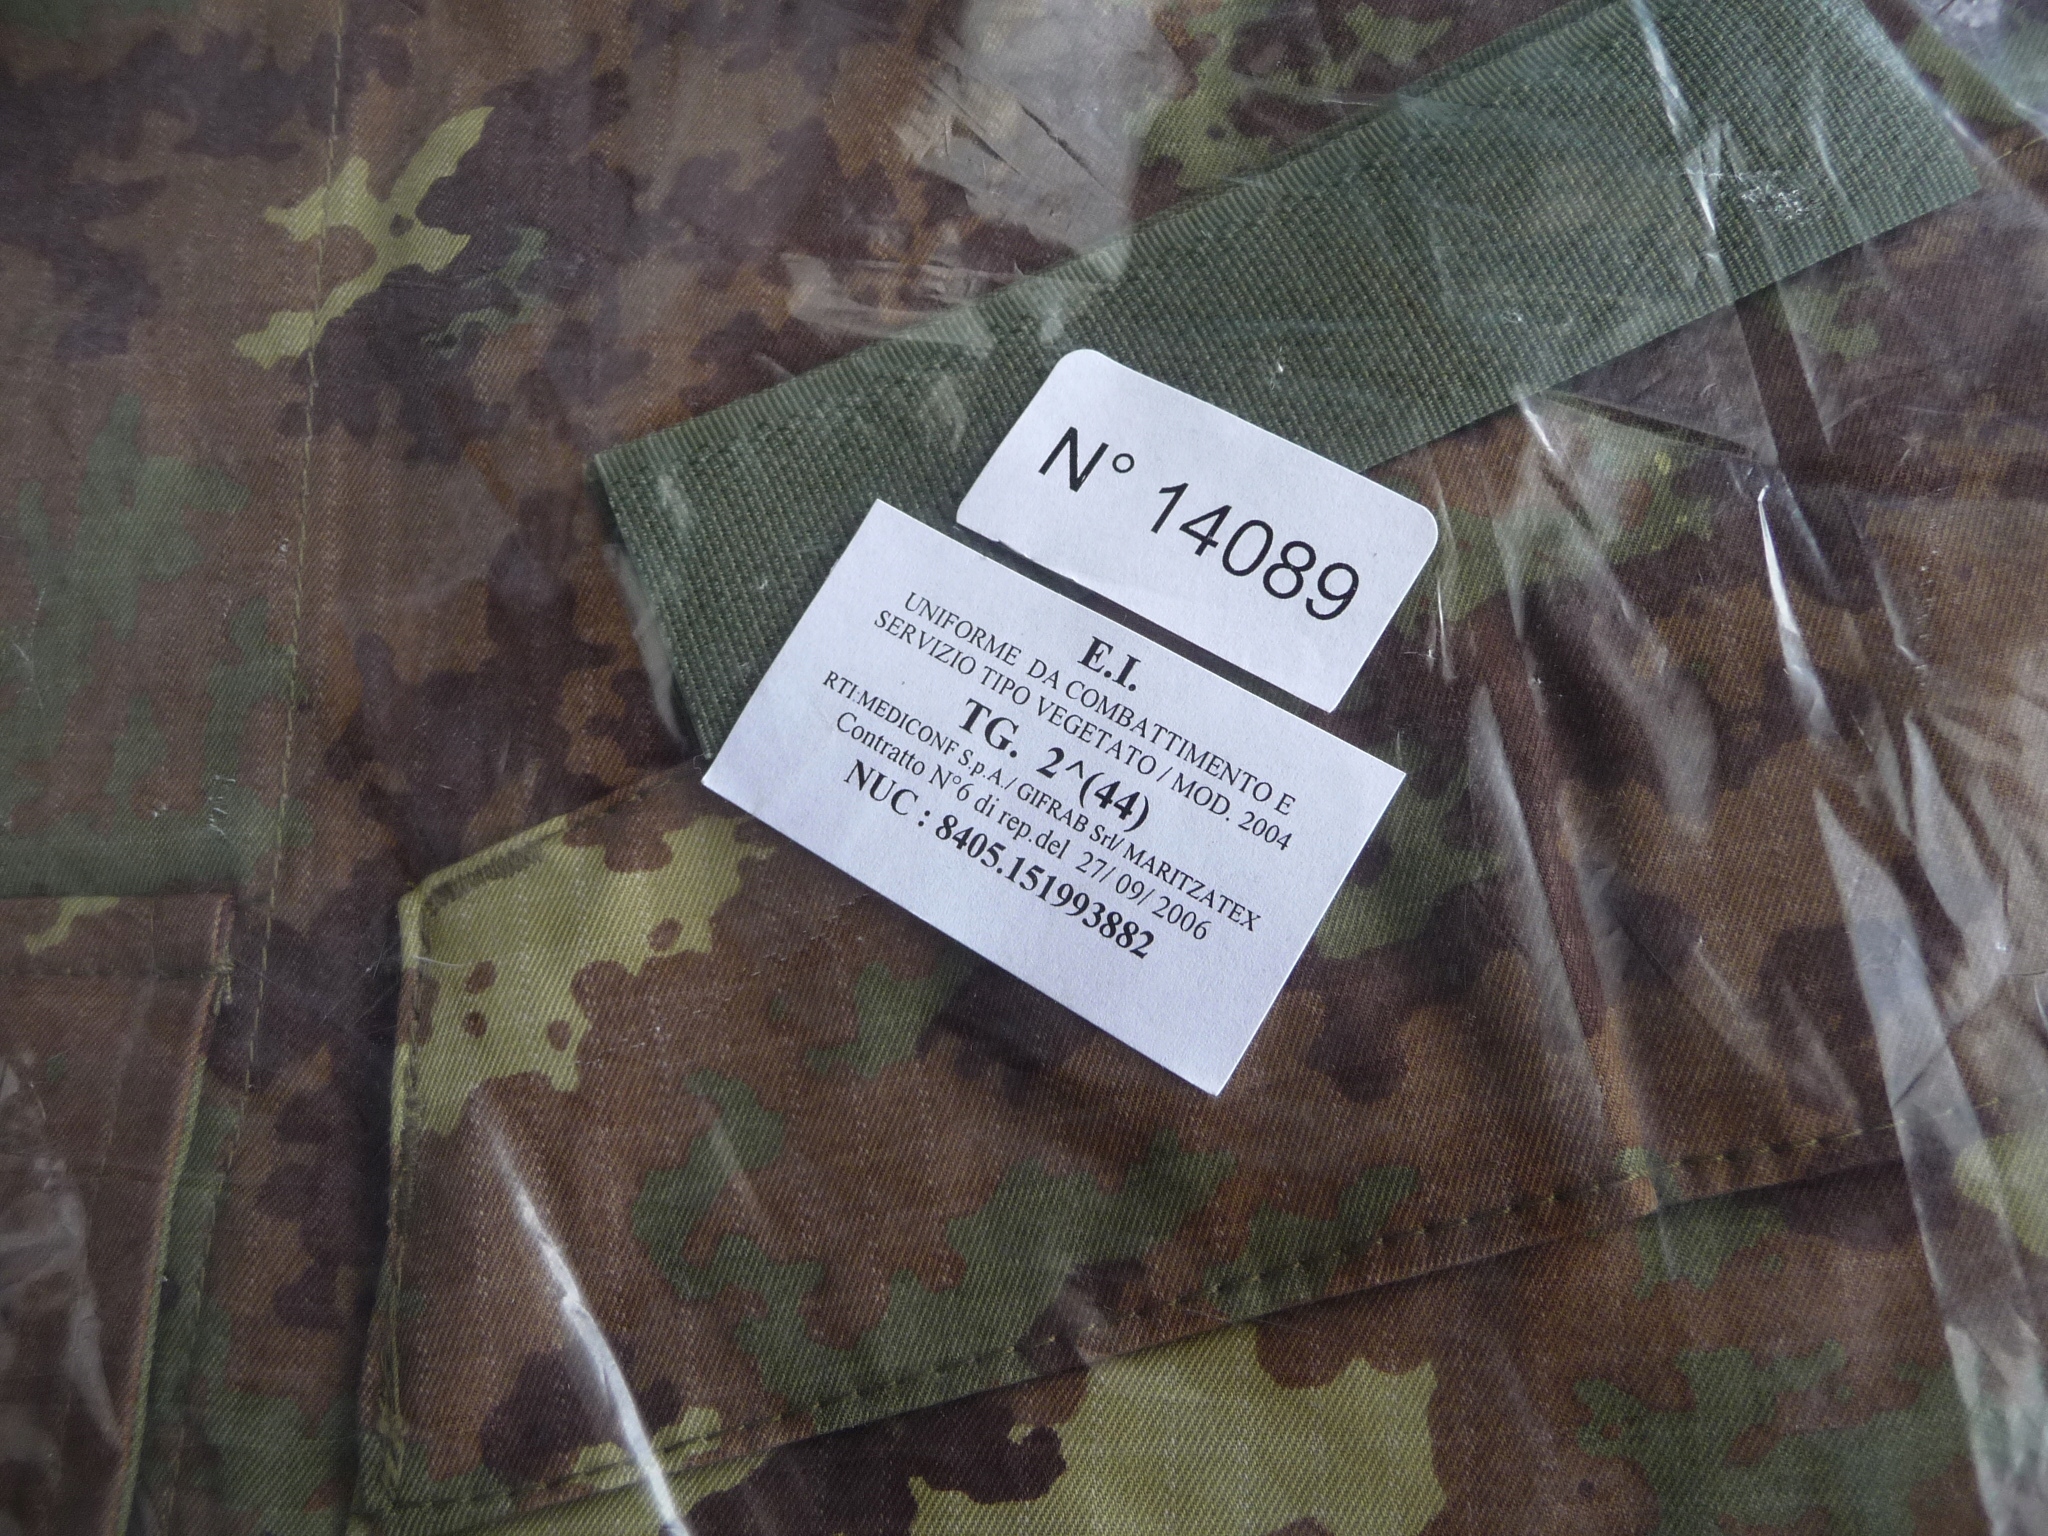 N° 14089
E.I.
UNIFORME DA COMBATTIMENTO E
SERVIZIO TIPO VEGETATO / MOD. 2004
TG. 2^(44)
RTI:MEDICONF S.p.A./ GIFRAB Srl/ MARITZATEX
Contratto N°6 di rep.del 27/ 09/ 2006
NUC : 8405.151993882